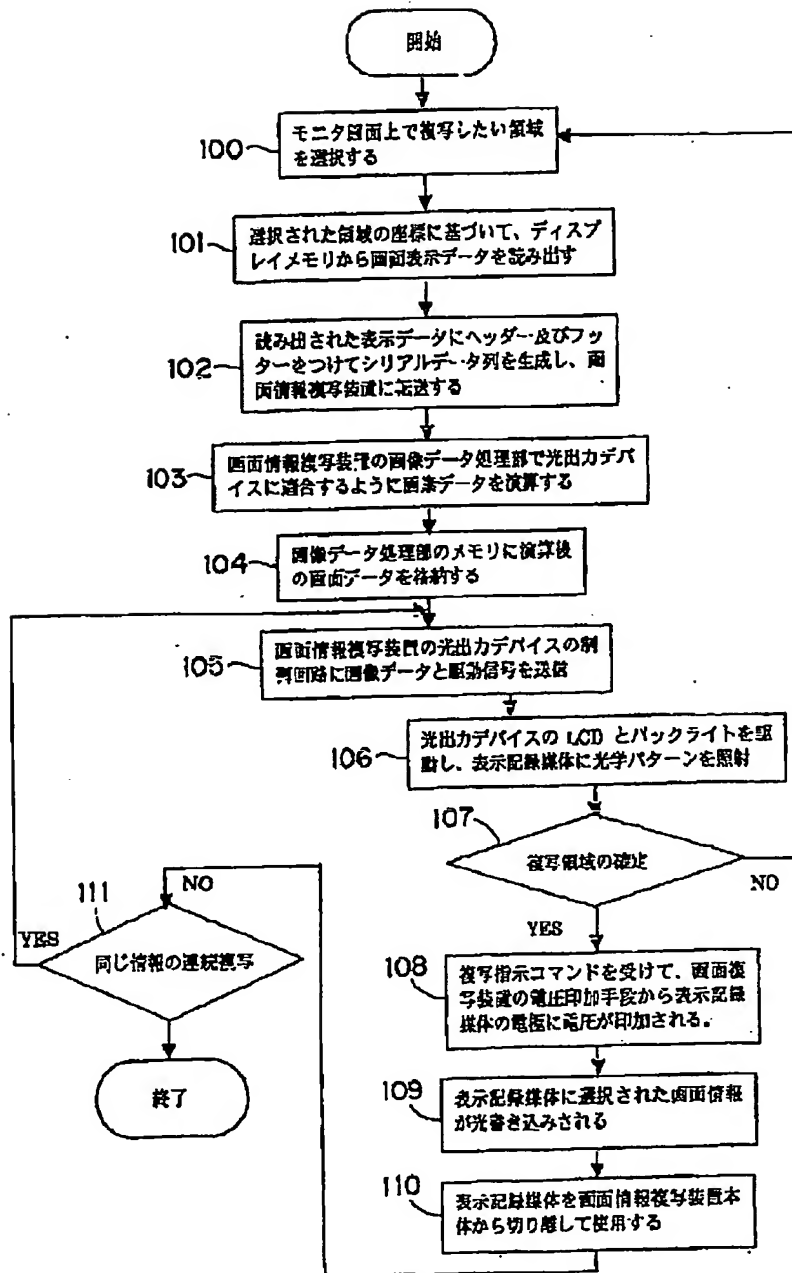 開始
100
モニタ画面上で複写したい領域
を選択する
101
選択された領域の座標に基づいて、ディスプ
レイメモリから画面表示データを読み出す
102
読み出された表示データにヘッダー及びフッ
ターをつけてシリアルデータ列を生成し、画
面情報複写装置に転送する
103
画面情報複写装置の画像データ処理部で光出力デバ
イスに適合するように画素データを演算する
104
画像データ処理部のメモリに演算後
の画面データを格納する
105
画面情報複写装置の光出力デバイスの制
御回路に画像データと駆動信号を送信
106
光出力デバイスの LCD とバックライトを駆
動し、表示記録媒体に光学パターンを照射
107
複写領域の確定
NO
YES
108
複写指示コマンドを受けて、画面複
写装置の電圧印加手段から表示記録
媒体の電極に電圧が印加される。
109
表示記録媒体に選択された画面情報
が光書き込みされる
110
表示記録媒体を画面情報複写装置本
体から切り離して使用する
111
NO
YES
同じ情報の連続複写
終了